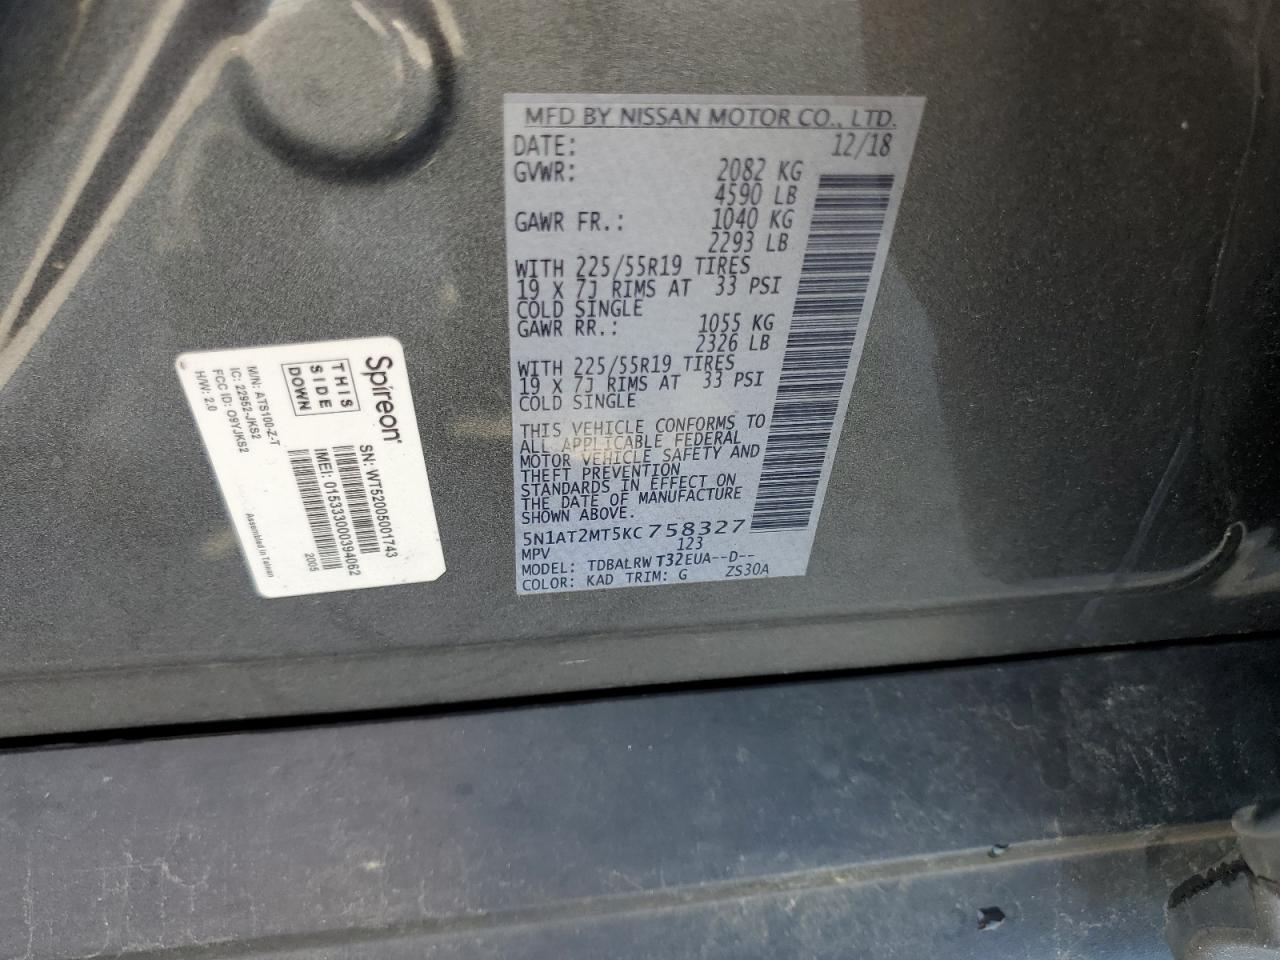 MFD BY NISSAN MOTOR CO., LTD.
DATE: 12/18
GVWR: 2082 KG
4590 LB
GAWR FR.: 1040 KG
2293 LB
WITH 225/55R19 TIRES
19 X 7J RIMS AT 33 PSI
COLD SINGLE
GAWR RR.: 1055 KG
2326 LB
WITH 225/55R19 TIRES
19 X 7J RIMS AT 33 PSI
COLD SINGLE
THIS VEHICLE CONFORMS TO
ALL APPLICABLE FEDERAL
MOTOR VEHICLE SAFETY AND
THEFT PREVENTION
STANDARDS IN EFFECT ON
THE DATE OF MANUFACTURE
SHOWN ABOVE.
5N1AT2MT5KC758327
MPV 123
MODEL: TDBALRW T32EUA--D--
COLOR: KAD TRIM: G ZS30A
Spireon
THIS
SIDE
DOWN
SN: WT52005001743
IMEI: 015333000394062
M/N: ATS100-Z-T
IC: 22952-JKS2
FCC ID: O9YJKS2
H/W: 2.0
2005
Assembled in Taiwan